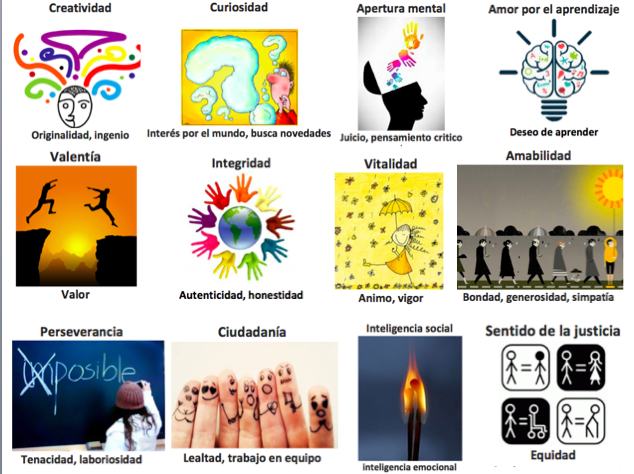 Creatividad
Curiosidad
Apertura mental
Amor por el aprendizaje
Originalidad, ingenio
Interés por el mundo, busca novedades
Juicio, pensamiento critico
Deseo de aprender
Valentía
Integridad
Vitalidad
Amabilidad
Valor
Autenticidad, honestidad
Animo, vigor
Bondad, generosidad, simpatía
Perseverancia
Ciudadanía
Inteligencia social
Sentido de la justicia
Imposible
Tenacidad, laboriosidad
Lealtad, trabajo en equipo
inteligencia emocional
Equidad